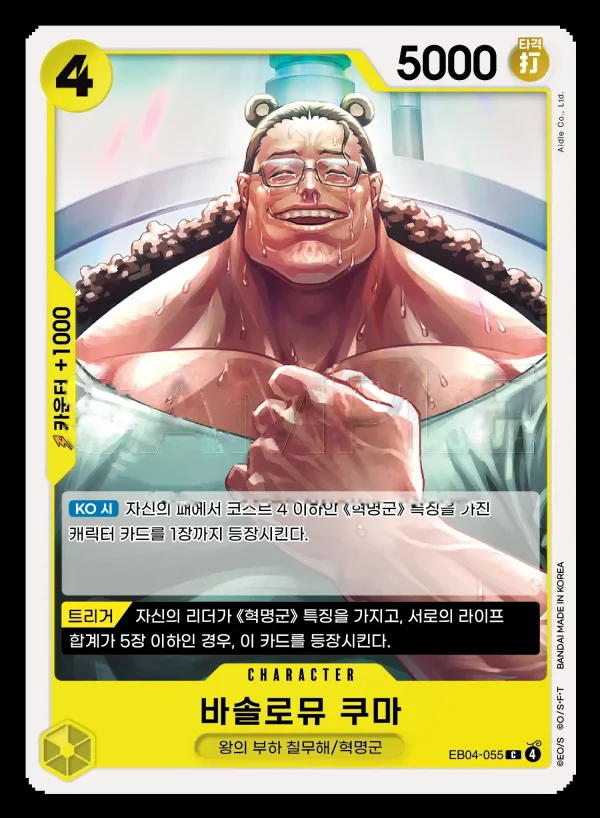 4
5000
타격
打
Aidle Co., Ltd.
카운터 +1000
SAMPLE
KO 시 자신의 패에서 코스트 4 이하인 《혁명군》 특징을 가진
캐릭터 카드를 1장까지 등장시킨다.
트리거 자신의 리더가 《혁명군》 특징을 가지고, 서로의 라이프
합계가 5장 이하인 경우, 이 카드를 등장시킨다.
CHARACTER
바솔로뮤 쿠마
왕의 부하 칠무해/혁명군
EB04-055 C 4
©EO/S ©O/S·F·T BANDAI MADE IN KOREA